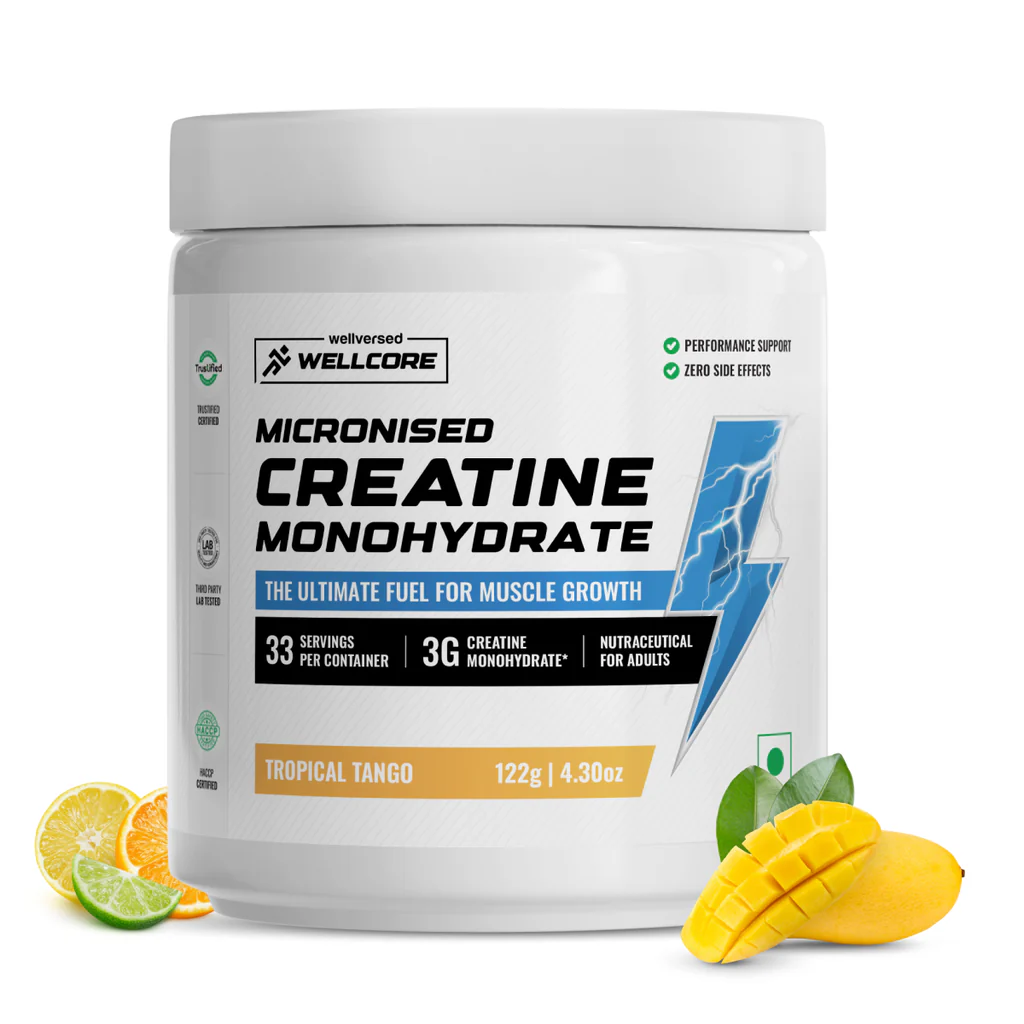 wellversed
WELLCORE
PERFORMANCE SUPPORT
ZERO SIDE EFFECTS
Trustified
TRUSTIFIED
CERTIFIED
MICRONISED
CREATINE
MONOHYDRATE
THE ULTIMATE FUEL FOR MUSCLE GROWTH
LAB
THIRD PARTY
LAB TESTED
33 SERVINGS
PER CONTAINER
3G CREATINE
MONOHYDRATE*
NUTRACEUTICAL
FOR ADULTS
HACCP
HACCP
CERTIFIED
TROPICAL TANGO
122g | 4.30oz